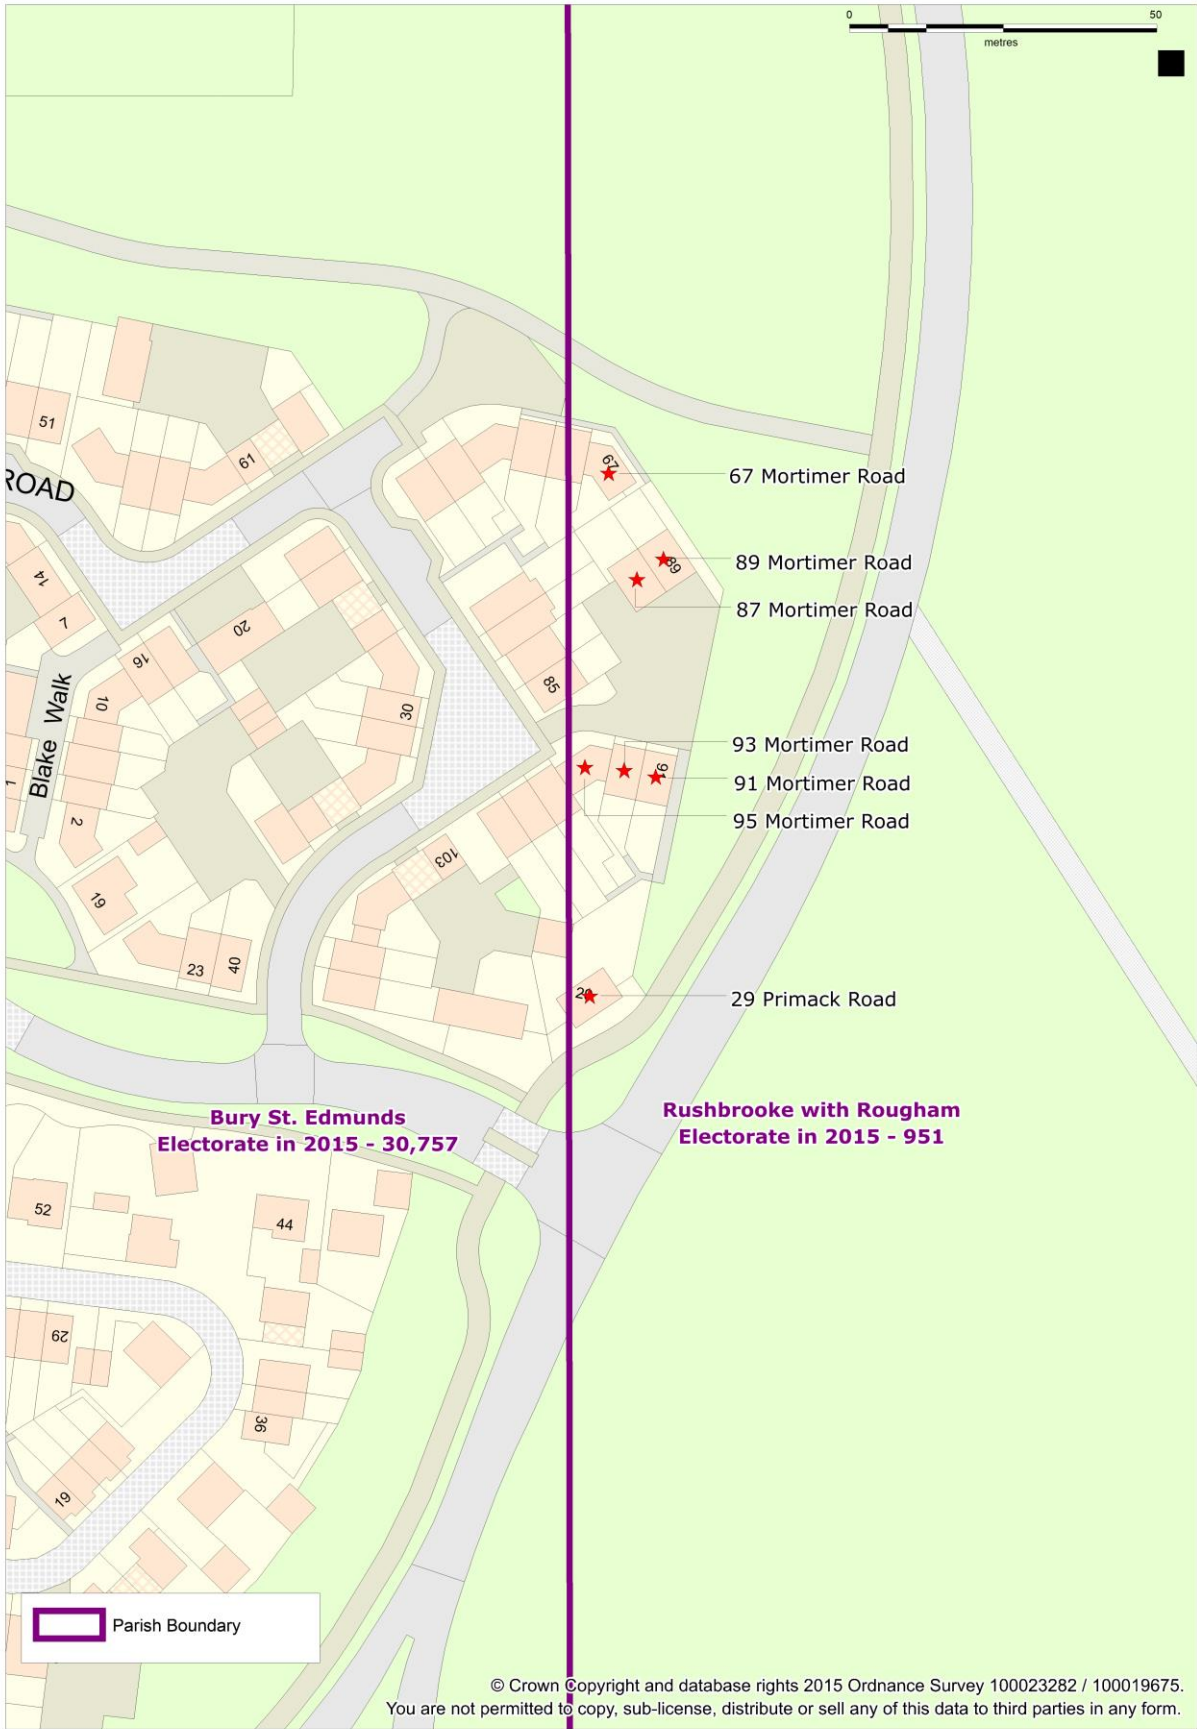 0 50
metres
51
61
ROAD
67
67 Mortimer Road
89
89 Mortimer Road
87 Mortimer Road
14
7
20
16
10
30
85
Blake Walk
1
2
93 Mortimer Road
91
91 Mortimer Road
95 Mortimer Road
103
19
23
40
29
29 Primack Road
Bury St. Edmunds
Electorate in 2015 - 30,757
Rushbrooke with Rougham
Electorate in 2015 - 951
52
44
29
36
19
Parish Boundary
© Crown Copyright and database rights 2015 Ordnance Survey 100023282 / 100019675.
You are not permitted to copy, sub-license, distribute or sell any of this data to third parties in any form.